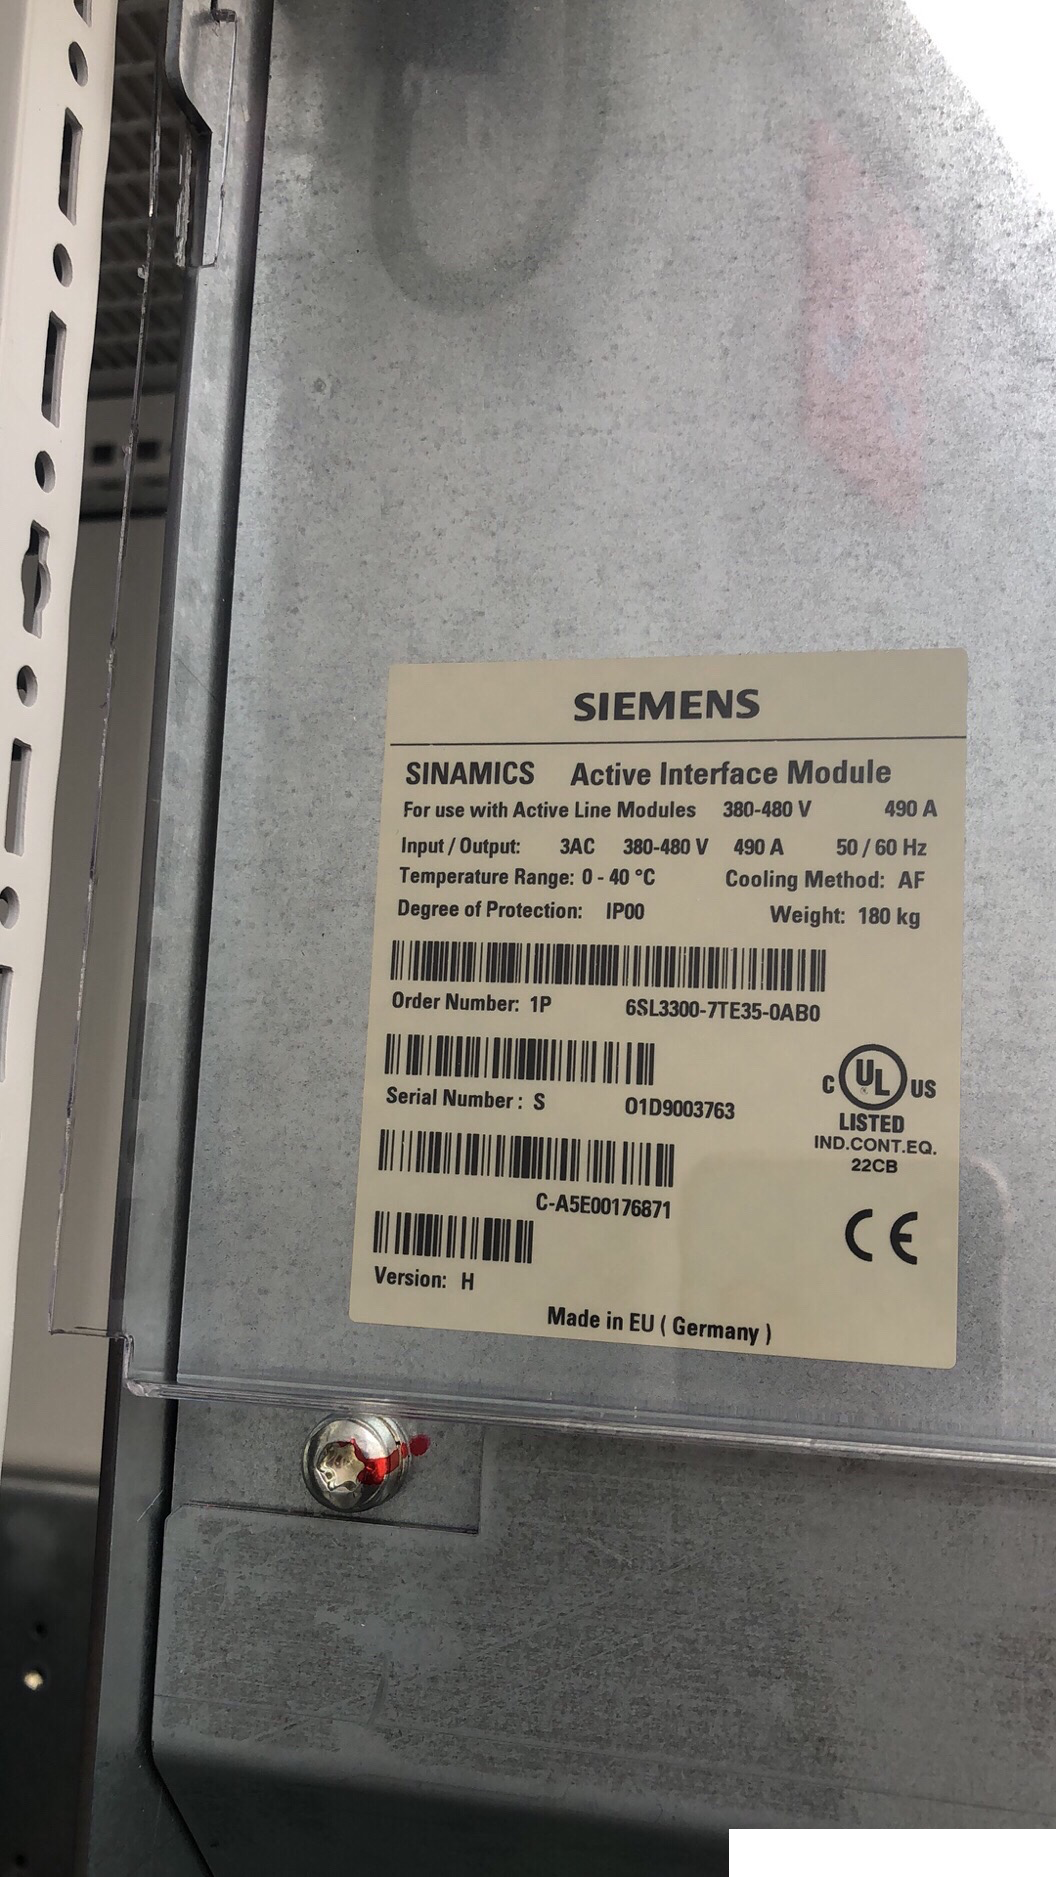 SIEMENS
SINAMICS Active Interface Module
For use with Active Line Modules 380-480 V 490 A
Input / Output: 3AC 380-480 V 490 A 50 / 60 Hz
Temperature Range: 0 - 40 °C Cooling Method: AF
Degree of Protection: IP00 Weight: 180 kg
Order Number: 1P 6SL3300-7TE35-0AB0
Serial Number: S O1D9003763
C UL US
LISTED
IND.CONT.EQ.
22CB
C-A5E00176871
CE
Version: H
Made in EU ( Germany )